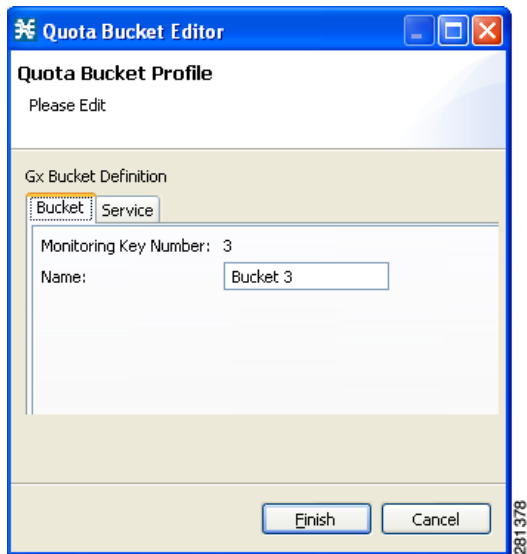 Quota Bucket Editor
Quota Bucket Profile
Please Edit
Gx Bucket Definition
Bucket Service
Monitoring Key Number: 3
Name: Bucket 3
Finish Cancel
281378